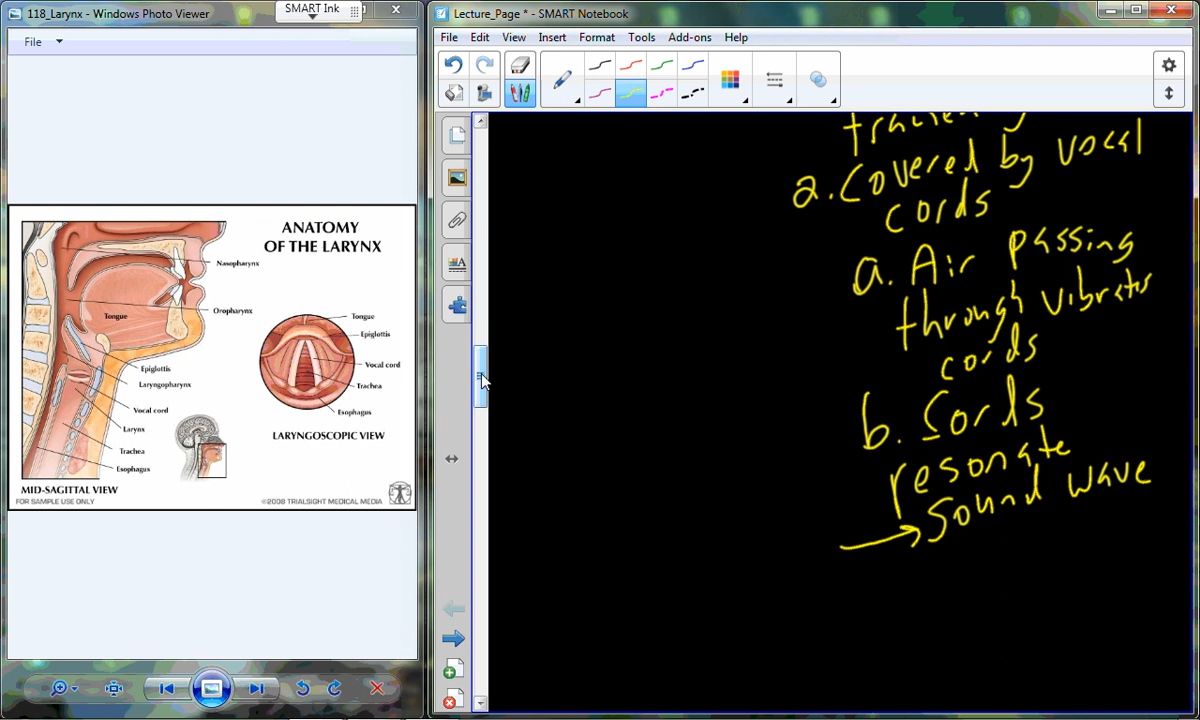 118_Larynx - Windows Photo Viewer
SMART Ink
File
ANATOMY
OF THE LARYNX
Nasopharynx
Oropharynx
Tongue
Epiglottis
Laryngopharynx
Vocal cord
Larynx
Trachea
Esophagus
MID-SAGITTAL VIEW
FOR SAMPLE USE ONLY
Tongue
Epiglottis
Vocal cord
Trachea
Esophagus
LARYNGOSCOPIC VIEW
©2008 TRIALSIGHT MEDICAL MEDIA
Lecture_Page * - SMART Notebook
File Edit View Insert Format Tools Add-ons Help
a. Covered by vocal
cords
a. Air passing
through vibrates
cords
b. Cords
resonate
→ Sound wave